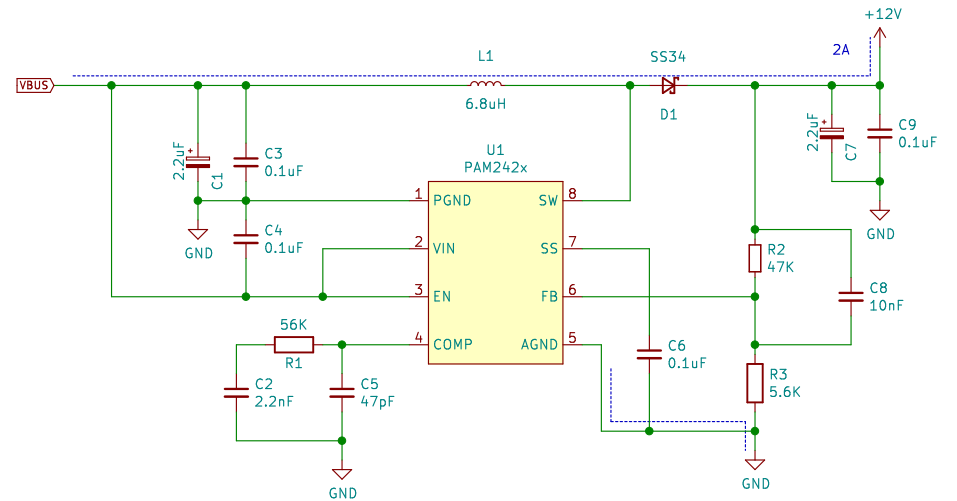 +12V
2A
L1
SS34
VBUS
6.8uH
D1
2.2uF
C1
C3
0.1uF
U1
PAM242x
2.2uF
C7
C9
0.1uF
1 PGND
SW 8
C4
0.1uF
GND
GND
2 VIN
SS 7
R2
47K
3 EN
FB 6
C8
10nF
56K
R1
4 COMP
AGND 5
C6
0.1uF
C2
2.2nF
C5
47pF
R3
5.6K
GND
GND